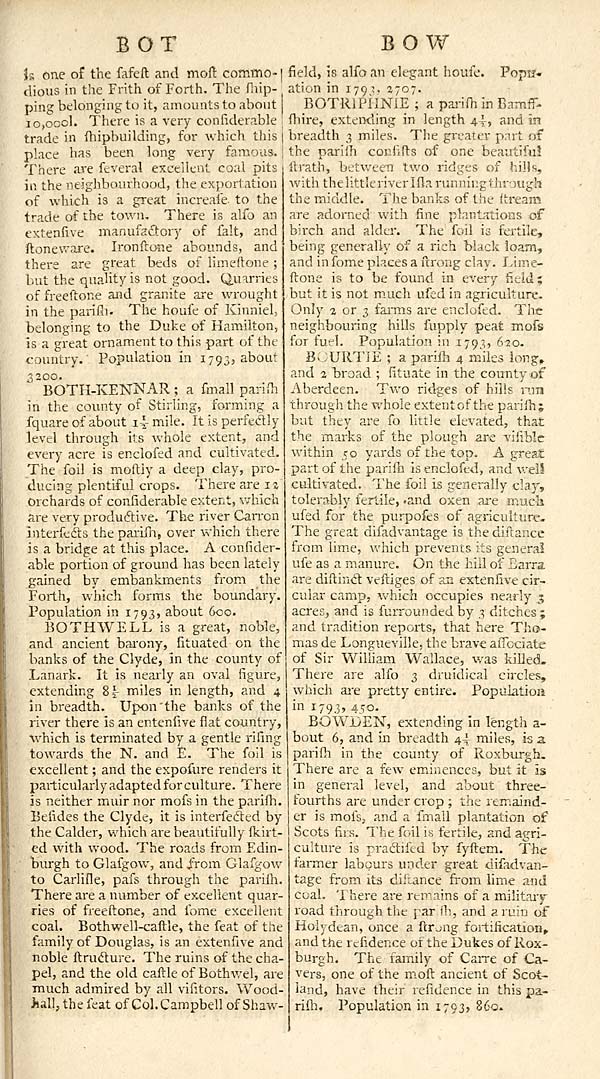 BOT
BOW
is one of the ſafeſt and moſt commo-
dious in the Frith of Forth. The ſhip-
ping belonging to it, amounts to about
10,000l. There is a very conſiderable
trade in ſhipbuilding, for which this
place has been long very famous.
There are ſeveral excellent coal pits
in the neighbourhood, the exportation
of which is a great increaſe to the
trade of the town. There is alſo an
extenſive manufactory of ſalt, and
ſtoneware. Ironſtone abounds, and
there are great beds of limeſtone ;
but the quality is not good. Quarries
of freeſtone and granite are wrought
in the pariſh. The houſe of Kinniel,
belonging to the Duke of Hamilton,
is a great ornament to this part of the
country. Population in 1793, about
3200.
BOTH-KENNAR ; a ſmall pariſh
in the county of Stirling, forming a
ſquare of about 1½ mile. It is perfectly
level through its whole extent, and
every acre is encloſed and cultivated.
The ſoil is moſtly a deep clay, pro-
ducing plentiful crops. There are 12
orchards of conſiderable extent, which
are very productive. The river Carron
interſects the pariſh, over which there
is a bridge at this place. A conſider-
able portion of ground has been lately
gained by embankments from the
Forth, which forms the boundary.
Population in 1793, about 600.
BOTHWELL is a great, noble,
and ancient barony, ſituated on the
banks of the Clyde, in the county of
Lanark. It is nearly an oval figure,
extending 8½ miles in length, and 4
in breadth. Upon the banks of the
river there is an entenſive flat country,
which is terminated by a gentle riſing
towards the N. and E. The ſoil is
excellent ; and the expoſure renders it
particularly adapted for culture. There
is neither muir nor moſs in the pariſh.
Beſides the Clyde, it is interſected by
the Calder, which are beautifully ſkirt-
ed with wood. The roads from Edin-
burgh to Glaſgow, and from Glaſgow
to Carliſle, paſs through the pariſh.
There are a number of excellent quar-
ries of freeſtone, and ſome excellent
coal. Bothwell-caſtle, the ſeat of the
family of Douglas, is an extenſive and
noble ſtructure. The ruins of the cha-
pel, and the old caſtle of Bothwel, are
much admired by all viſitors. Wood-
hall, the ſeat of Col. Campbell of Shaw-
field, is alſo an elegant houſe. Popu-
ation in 1793, 2707.
BOTRIPHNIE ; a pariſh in Bamff-
ſhire, extending in length 4½, and in
breadth 3 miles. The greater part of
the pariſh conſiſts of one beautiful
ſtrath, between two ridges of hills,
with the little river Iſla running through
the middle. The banks of the ſtream
are adorned with fine plantations of
birch and alder. The ſoil is fertile,
being generally of a rich black loam,
and in ſome places a ſtrong clay. Lime-
ſtone is to be found in every field ;
but it is not much uſed in agriculture.
Only 2 or 3 farms are encloſed. The
neighbouring hills ſupply peat moſs
for fuel. Population in 1793, 620.
BOURTIE ; a pariſh 4 miles long,
and 2 broad ; ſituate in the county of
Aberdeen. Two ridges of hills run
through the whole extent of the pariſh ;
but they are ſo little elevated, that
the marks of the plough are viſible
within 50 yards of the top. A great
part of the pariſh is encloſed, and well
cultivated. The ſoil is generally clay,
tolerably fertile, and oxen are much
uſed for the purpoſes of agriculture.
The great diſadvantage is the diſtance
from lime, which prevents its general
uſe as a manure. On the hill of Barra
are diſtinct veſtiges of an extenſive cir-
cular camp, which occupies nearly 3
acres, and is ſurrounded by 3 ditches ;
and tradition reports, that here Tho-
mas de Longueville, the brave aſſociate
of Sir William Wallace, was killed.
There are alſo 3 druidical circles,
which are pretty entire. Population
in 1793, 450.
BOWDEN, extending in length a-
bout 6, and in breadth 4½ miles, is a
pariſh in the county of Roxburgh.
There are a few eminences, but it is
in general level, and about three-
fourths are under crop ; the remaind-
er is moſs, and a ſmall plantation of
Scots firs. The ſoil is fertile, and agri-
culture is practiſed by ſyſtem. The
farmer labours under great diſadvan-
tage from its diſtance from lime and
coal. There are remains of a military
road through the pariſh, and a ruin of
Holydean, once a ſtrong fortification,
and the reſidence of the Dukes of Rox-
burgh. The family of Carre of Ca-
vers, one of the moſt ancient of Scot-
land, have their reſidence in this pa-
riſh. Population in 1793, 860.